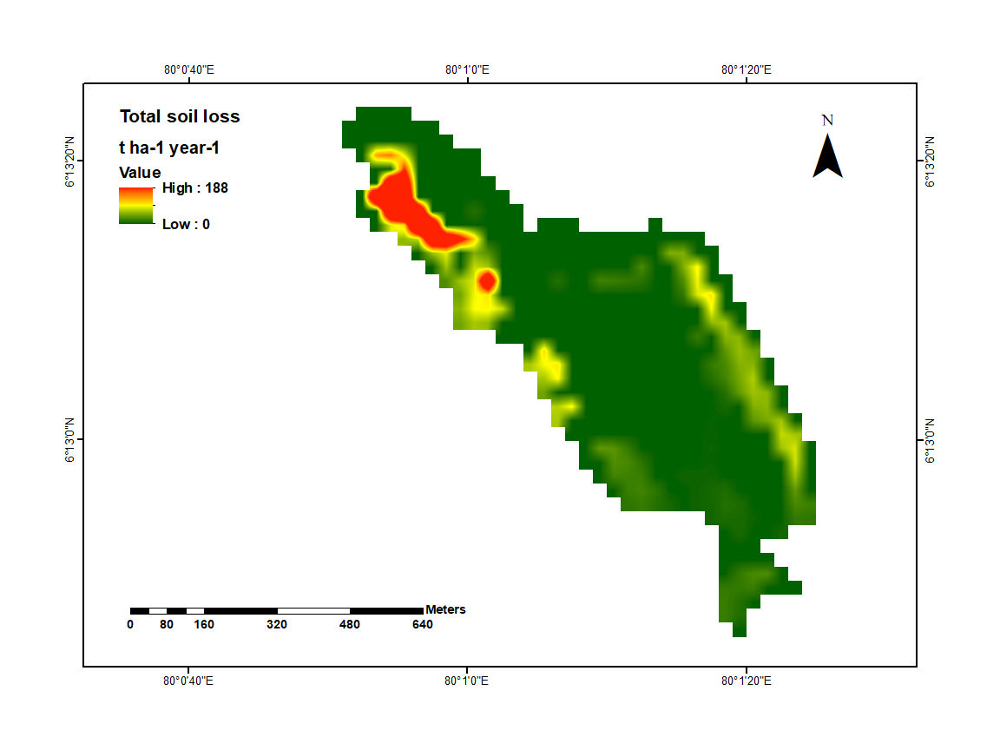 80°0'40"E 80°1'0"E 80°1'20"E
Total soil loss
t ha-1 year-1
Value
High : 188
Low : 0
N
6°13'20"N 6°13'20"N
6°13'0"N 6°13'0"N
Meters
0 80 160 320 480 640
80°0'40"E 80°1'0"E 80°1'20"E